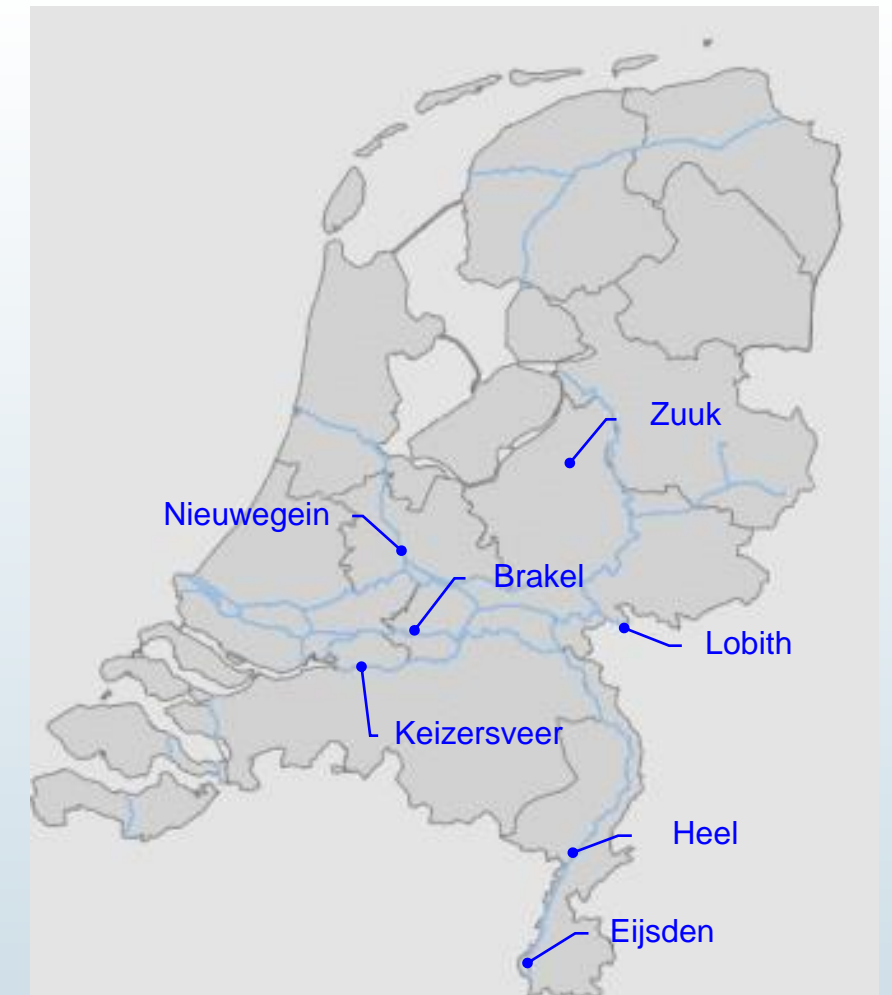 Zuuk
Nieuwegein
Brakel
Lobith
Keizersveer
Heel
Eijsden